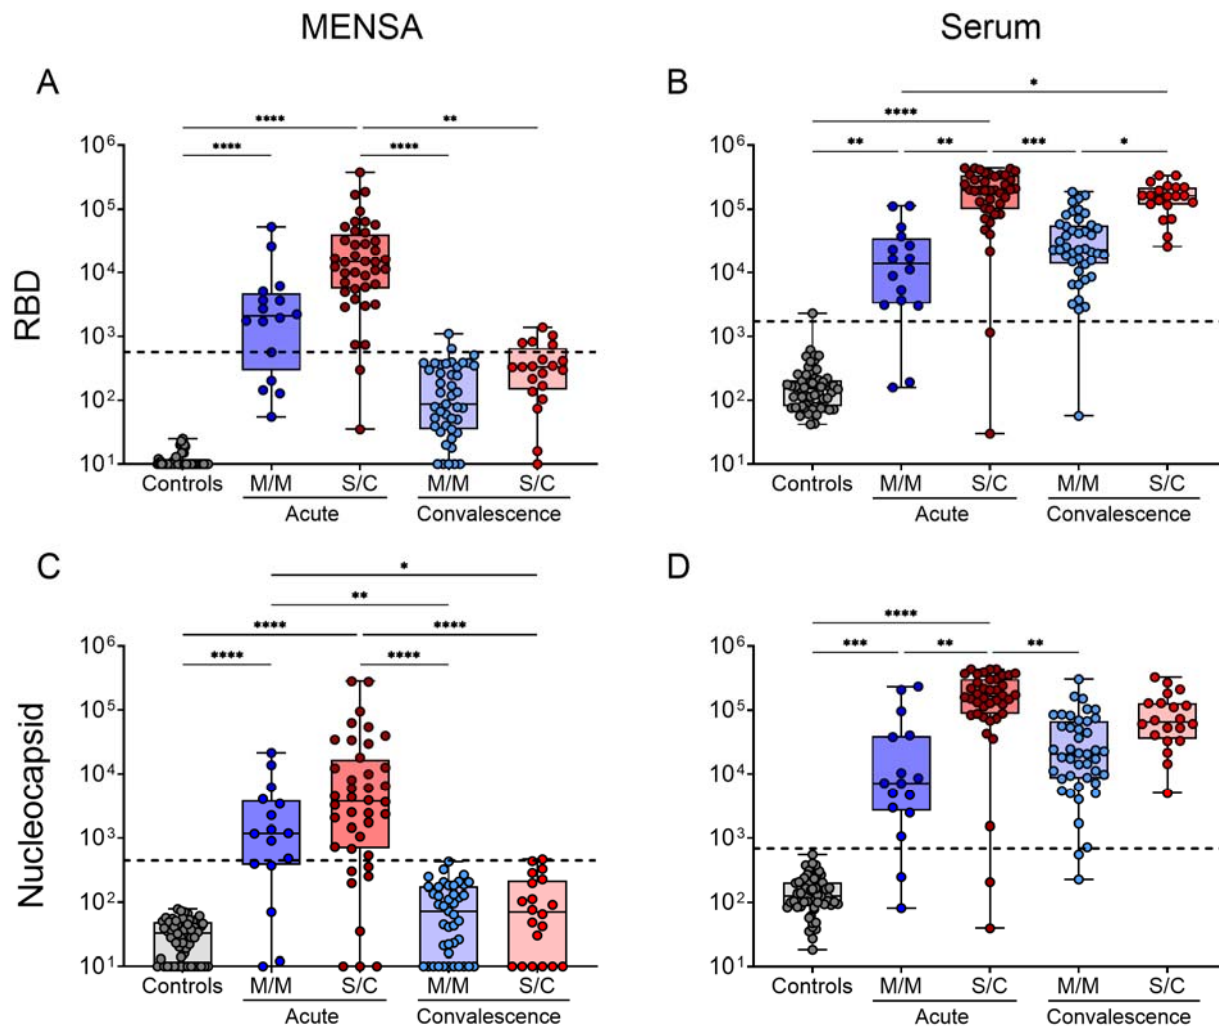 MENSA
Serum
A
**** **
**** ****
RBD
10⁶
10⁵
10⁴
10³
10²
10¹
Controls M/M S/C M/M S/C
Acute Convalescence
B
*
****
** ** *** *
10⁶
10⁵
10⁴
10³
10²
10¹
Controls M/M S/C M/M S/C
Acute Convalescence
C
*
**
**** ****
**** ****
Nucleocapsid
10⁶
10⁵
10⁴
10³
10²
10¹
Controls M/M S/C M/M S/C
Acute Convalescence
D
****
*** ** **
10⁶
10⁵
10⁴
10³
10²
10¹
Controls M/M S/C M/M S/C
Acute Convalescence